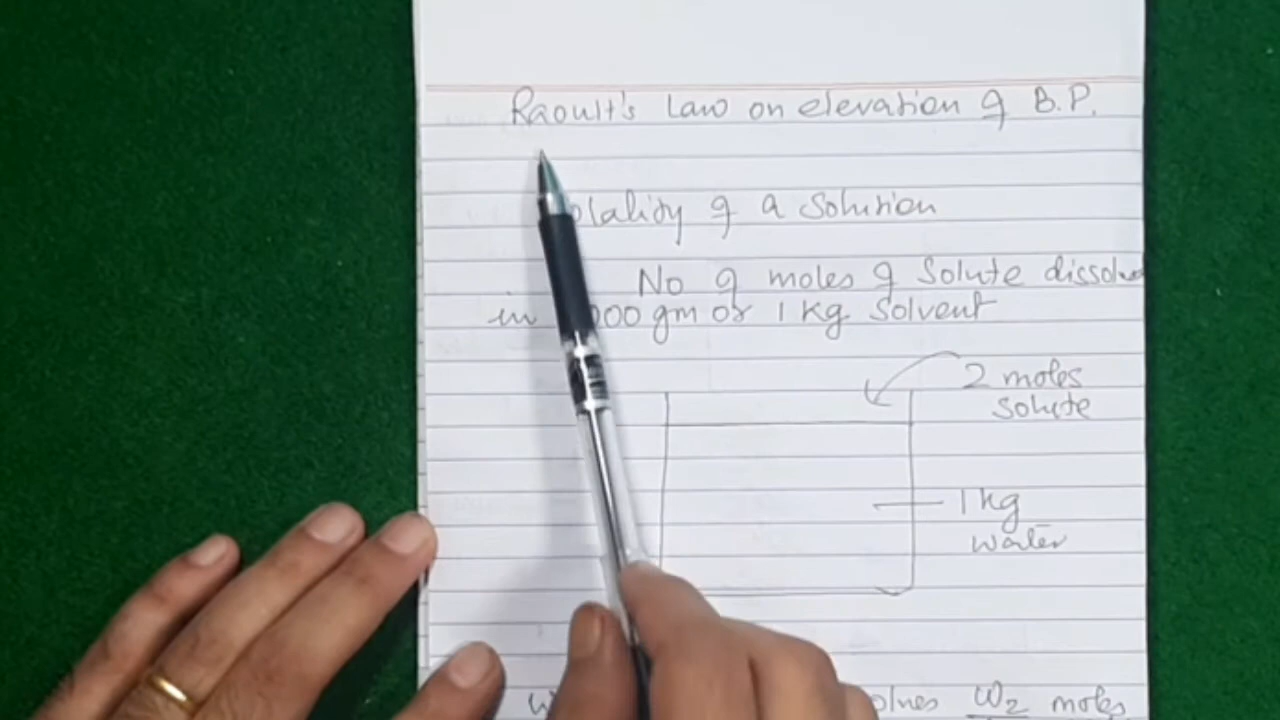 Raoult's Law on elevation of B.P.
olality of a Solution
No of moles of Solute dissolve
in 000 gm or 1 Kg Solvent
2 moles
Solute
1 kg
water
W olves W2 moles